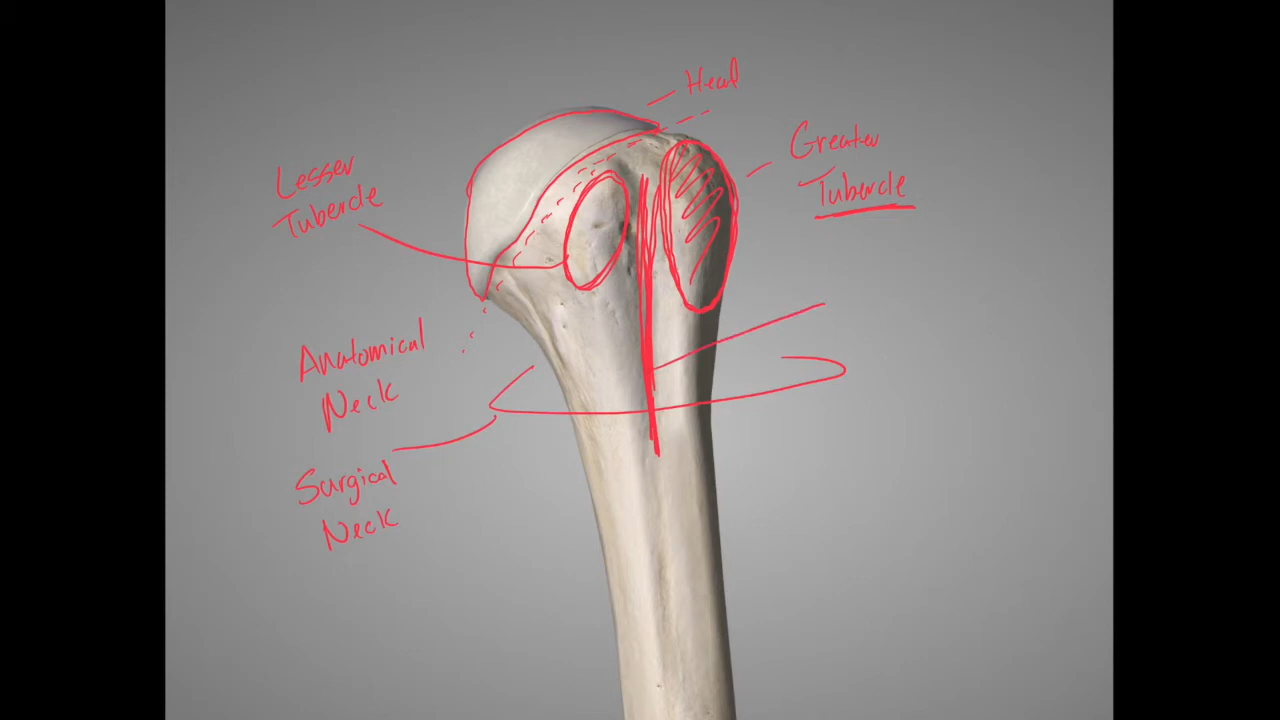 Head
Greater
Tubercle
Lesser
Tubercle
Anatomical
Neck
Surgical
Neck